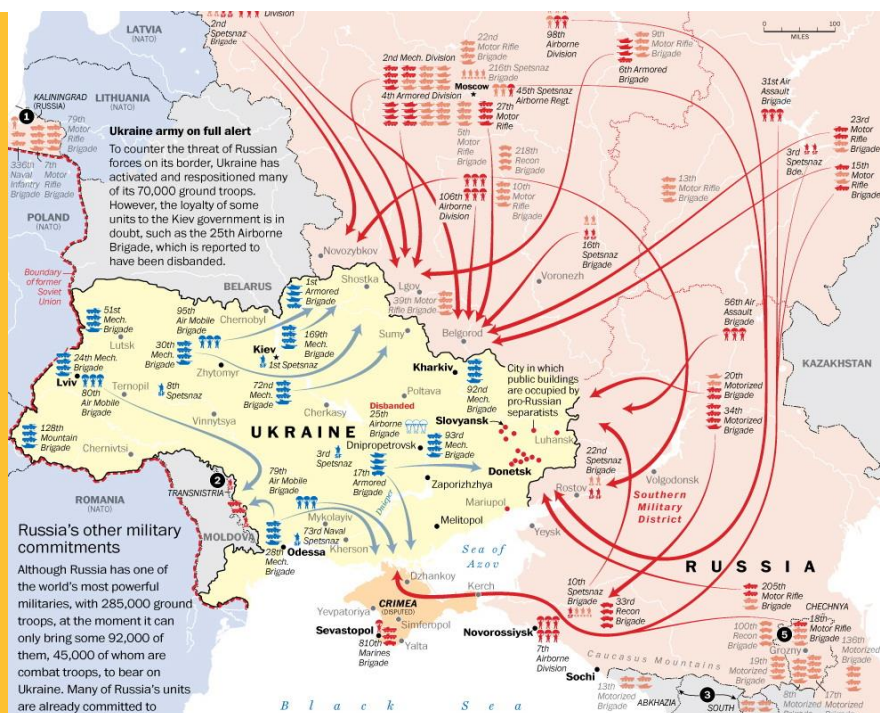 LATVIA
(NATO)
2nd
Spetsnaz
Brigade
Division
22nd
Motor Rifle
Brigade
98th
Airborne
Division
9th
Motor Rifle
Brigade
6th Armored
Brigade
0
100
MILES
2nd Mech. Division
216th Spetsnaz
Brigade
4th Armored Division
Moscow
45th Spetsnaz
Airborne Regt.
27th
Motor
Rifle
5th
Motor
Rifle
Brigade
31st Air
Assault
Brigade
23rd
Motor
Rifle
Brigade
3rd Spetsnaz
Bde.
15th
Motor
Rifle
Brigade
218th
Recon
Brigade
10th
Motor
Rifle
Brigade
106th
Airborne
Division
13th
Motor Rifle
Brigade
16th
Spetsnaz
Brigade
KALININGRAD
(RUSSIA)
1
LITHUANIA
(NATO)
79th
Motor
Rifle
Brigade
336th
Naval
Infantry
Brigade
7th
Motor
Rifle
Brigade
POLAND
(NATO)
Ukraine army on full alert
To counter the threat of Russian
forces on its border, Ukraine has
activated and respositioned many
of its 70,000 ground troops.
However, the loyalty of some
units to the Kiev government is in
doubt, such as the 25th Airborne
Brigade, which is reported to
have been disbanded.
Boundary
of former
Soviet
Union
BELARUS
Novozybkov
Voronezh
Lgov
39th Motor
Rifle Brigade
Belgorod
56th Air
Assault
Brigade
KAZAKHSTAN
51st
Mech.
Brigade
Lutsk
95th
Air Mobile
Brigade
Chernobyl
1st
Armored
Brigade
Shostka
30th
Mech.
Brigade
Kiev
1st Spetsnaz
169th
Mech.
Brigade
Sumy
24th Mech.
Brigade
Lviv
80th
Air Mobile
Brigade
Ternopil
Zhytomyr
8th
Spetsnaz
72nd
Mech.
Brigade
Kharkiv
92nd
Mech.
Brigade
City in which
public buildings
are occupied by
pro-Russian
separatists
Poltava
Vinnytsya
Cherkasy
Disbanded
25th
Airborne
Brigade
Slovyansk
Luhansk
20th
Motorized
Brigade
34th
Motorized
Brigade
128th
Mountain
Brigade
Chernivtsi
UKRAINE
Dnipropetrovsk
93rd
Mech.
Brigade
3rd
Spetsnaz
17th
Armored
Brigade
Donetsk
22nd
Spetsnaz
Brigade
Rostov
Volgodonsk
Southern
Military
District
ROMANIA
(NATO)
2
TRANSNISTRIA
MOLDOVA
79th
Air Mobile
Brigade
Dnieper
Zaporizhzhya
Mariupol
Mykolayiv
73rd Naval
Spetsnaz
Kherson
Melitopol
28th
Mech.
Brigade
Odessa
Sea of
Azov
Yeysk
RUSSIA
Russia's other military
commitments
Although Russia has one of
the world's most powerful
militaries, with 285,000 ground
troops, at the moment it can
only bring some 92,000 of
them, 45,000 of whom are
combat troops, to bear on
Ukraine. Many of Russia's units
are already committed to
Dzhankoy
Kerch
CRIMEA
(DISPUTED)
Yevpatoriya
Simferopol
Sevastopol
Yalta
810th
Marines
Brigade
Novorossiysk
7th
Airborne
Division
10th
Spetsnaz
Brigade
33rd
Recon
Brigade
205th
Motor Rifle
Brigade
CHECHNYA
18th
Motor Rifle
Brigade
100th
Recon
Brigade
5
Grozny
136th
Motorized
Brigade
19th
Motorized
Brigade
Caucasus Mountains
Sochi
13th
Motorized
Brigade
ABKHAZIA
3
SOUTH
8th
Motorized
Brigade
17th
Motorized
Brigade
Black Sea